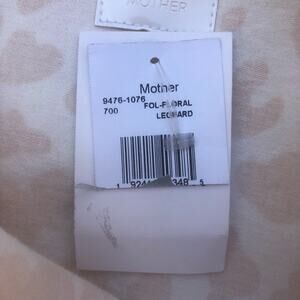 MOTHER
Mother
9476-1076
700 FOL-FLORAL
LEOPARD